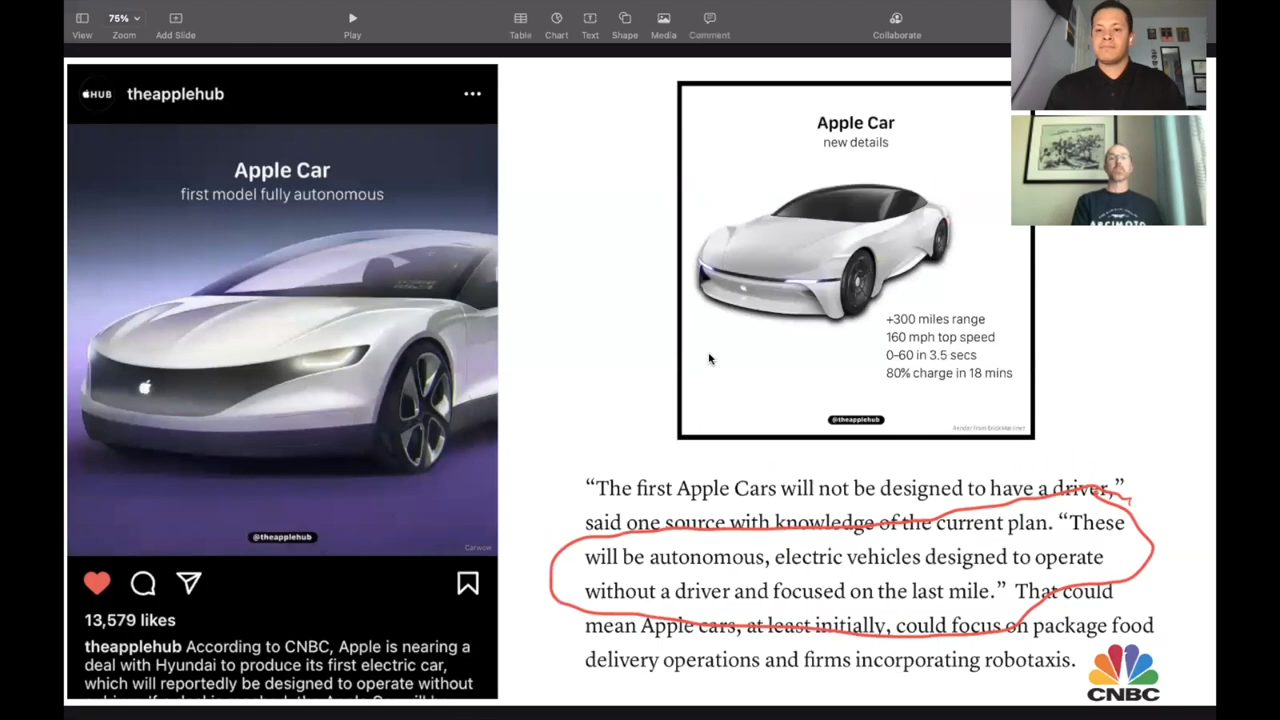 75%
View
Zoom
Add Slide
Play
Table
Chart
Text
Shape
Media
Comment
Collaborate
HUB
theapplehub
Apple Car
first model fully autonomous
@theapplehub
Carwow
13,579 likes
theapplehub According to CNBC, Apple is nearing a
deal with Hyundai to produce its first electric car,
which will reportedly be designed to operate without
Apple Car
new details
+300 miles range
160 mph top speed
0-60 in 3.5 secs
80% charge in 18 mins
@theapplehub
Render from
“The first Apple Cars will not be designed to have a driver,”
said one source with knowledge of the current plan. “These
will be autonomous, electric vehicles designed to operate
without a driver and focused on the last mile.” That could
mean Apple cars, at least initially, could focus on package food
delivery operations and firms incorporating robotaxis.
CNBC
ARCIMOTO